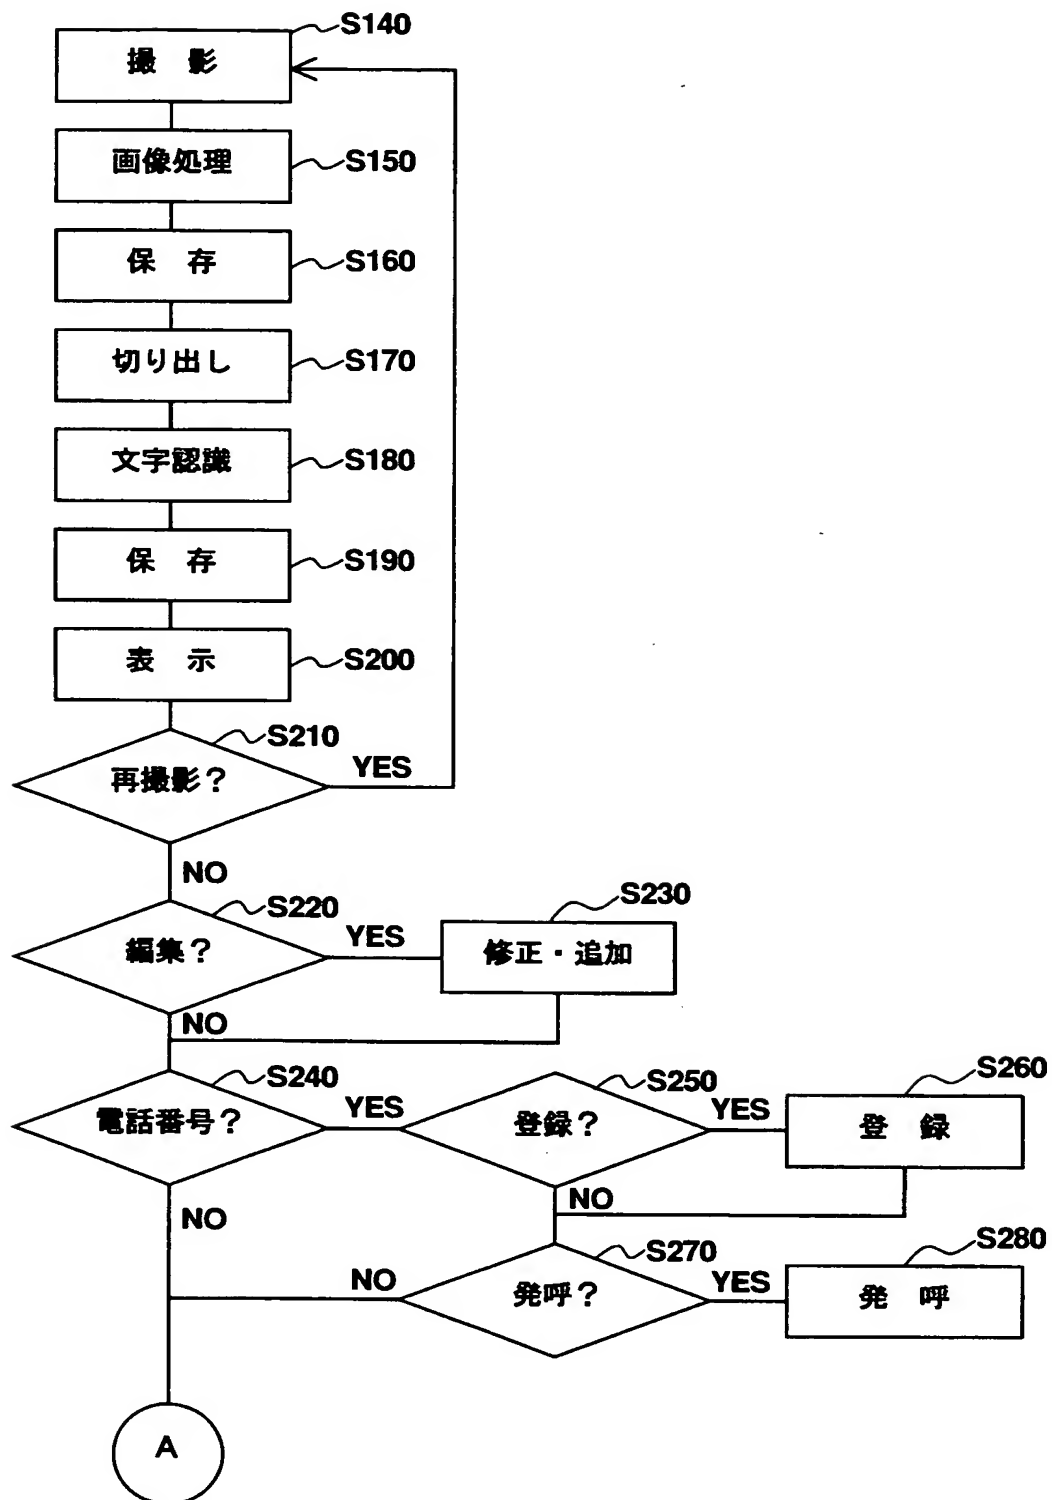 S140
撮　影
画像処理
S150
保　存
S160
切り出し
S170
文字認識
S180
保　存
S190
表　示
S200
S210
再撮影？
YES
NO
S220
S230
編集？
YES
修正・追加
NO
S240
S250
S260
電話番号？
YES
登録？
YES
登　録
NO
NO
S270
S280
NO
発呼？
YES
発　呼
A